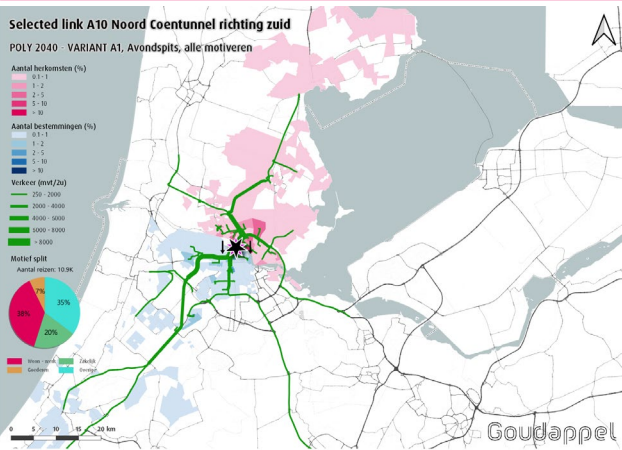 Selected link A10 Noord Coentunnel richting zuid
POLY 2040 - VARIANT A1, Avondspits, alle motiveren
Aantal herkomsten (%)
0.1 - 1
1 - 2
2 - 5
5 - 10
> 10
Aantal bestemmingen (%)
0.1 - 1
1 - 2
2 - 5
5 - 10
> 10
Verkeer (mvt/2u)
250 - 2000
2000 - 4000
4000 - 6000
6000 - 8000
> 8000
Motief split
Aantal reizen: 10.9K
7%
35%
38%
20%
Woon - werk
Zakelijk
Goederen
Overige
0 5 10 15 20 km
Goudappel